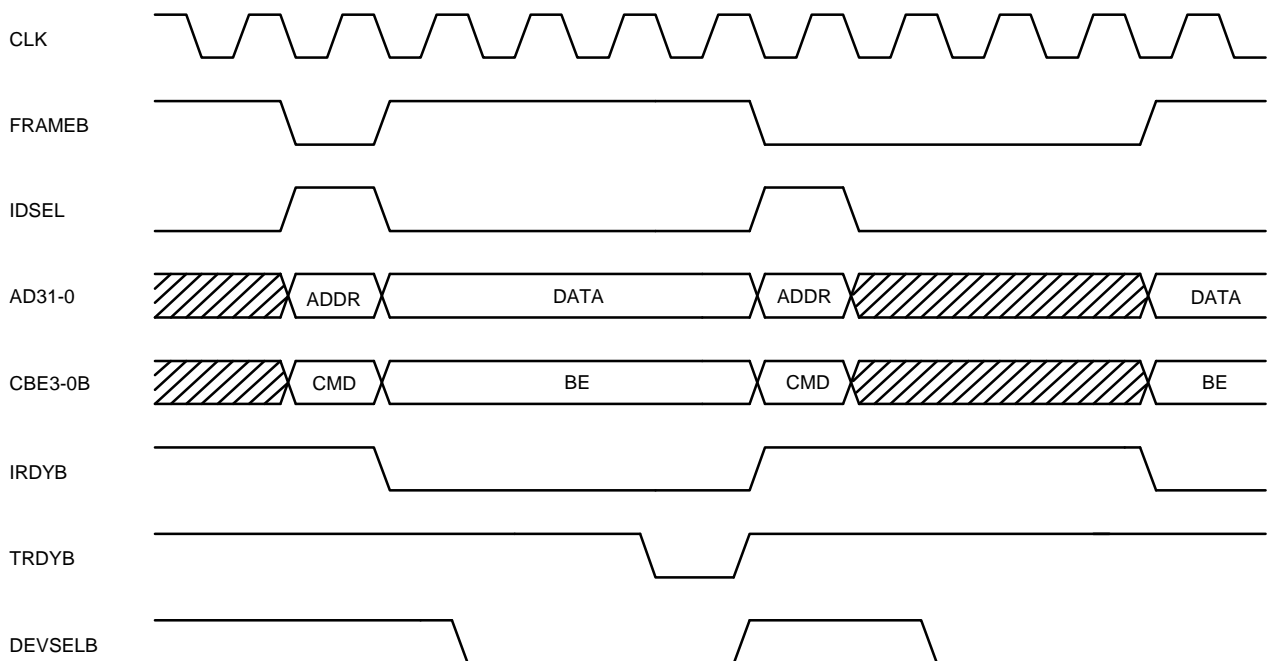 CLK
FRAMEB
IDSEL
AD31-0 ADDR DATA ADDR DATA
CBE3-0B CMD BE CMD BE
IRDYB
TRDYB
DEVSELB